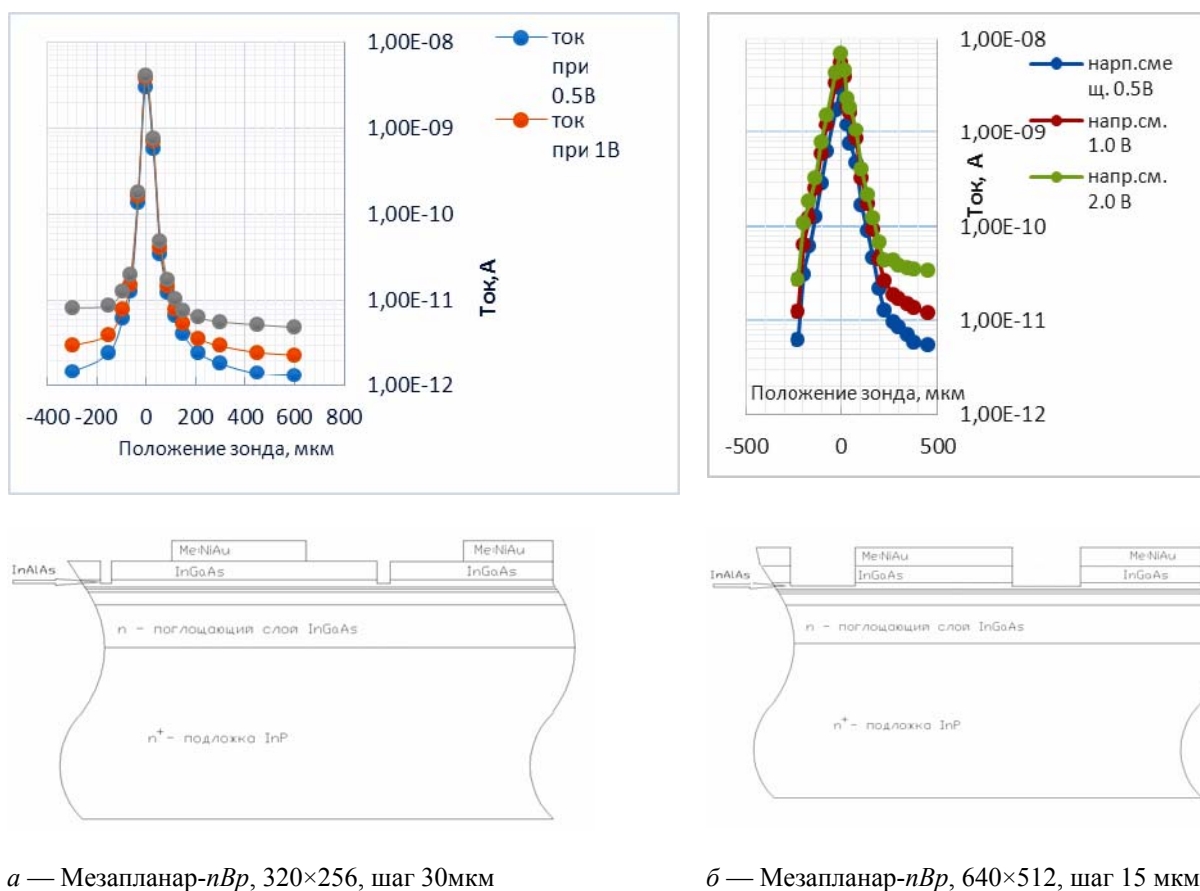 1,00E-08
1,00E-09
1,00E-10
1,00E-11
1,00E-12
Ток,А
ток
при
0.5В
ток
при 1В
-400 -200 0 200 400 600 800
Положение зонда, мкм
1,00E-08
1,00E-09
1,00E-10
1,00E-11
1,00E-12
Ток, А
нарп.сме
щ. 0.5В
напр.см.
1.0 В
напр.см.
2.0 В
Положение зонда, мкм
-500 0 500
Me:NiAu Me:NiAu
InAlAs InGaAs InGaAs
n - поглощающий слой InGaAs
n+- подложка InP
Me:NiAu Me:NiAu
InAlAs InGaAs InGaAs
n - поглощающий слой InGaAs
n+- подложка InP
а — Мезапланар-nBp, 320×256, шаг 30мкм
б — Мезапланар-nBp, 640×512, шаг 15 мкм